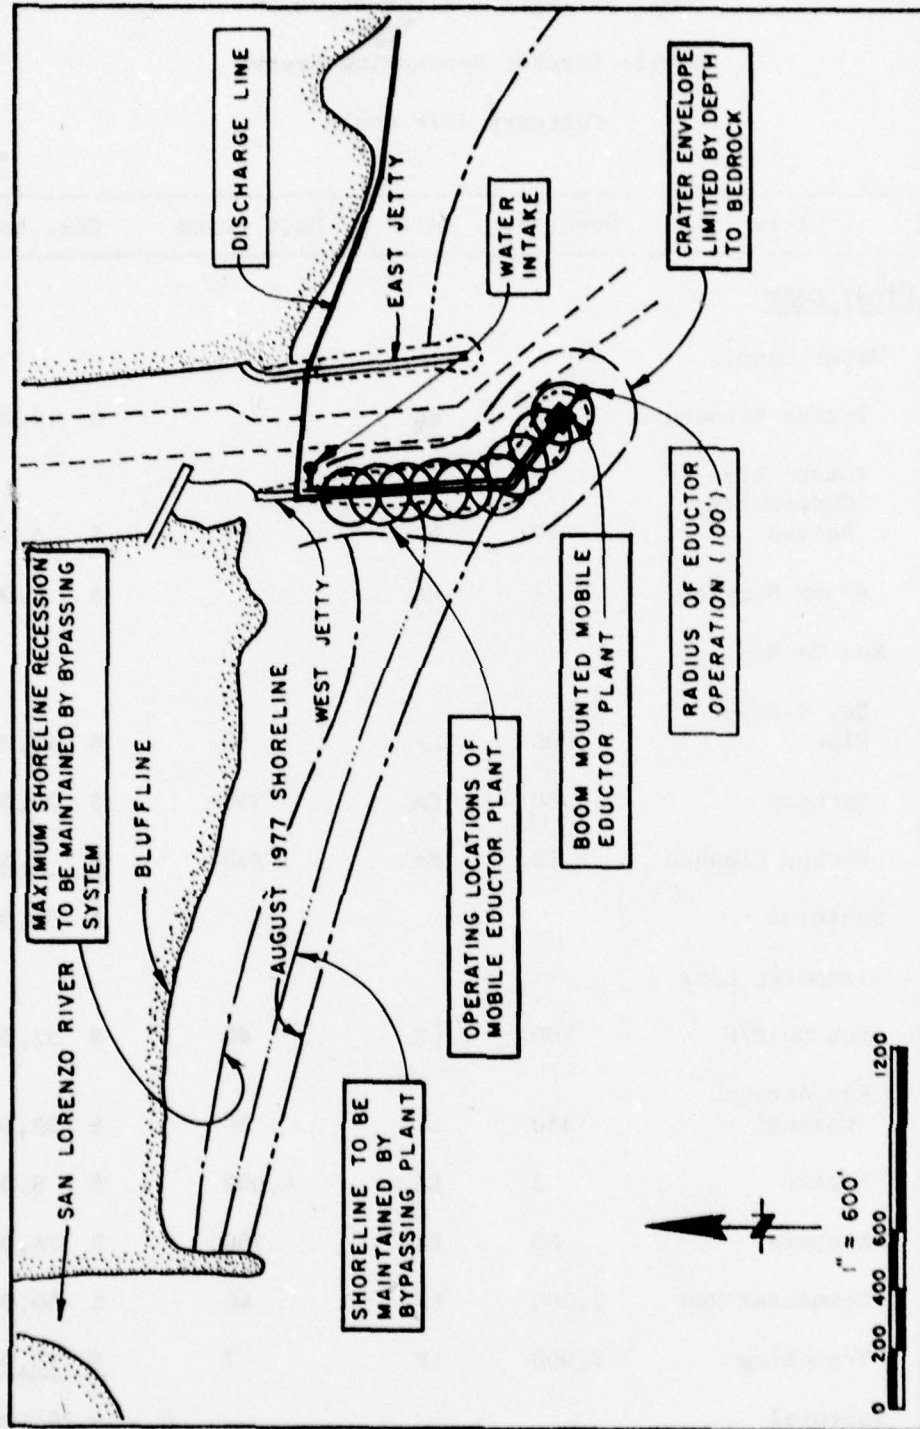 SAN LORENZO RIVER
MAXIMUM SHORELINE RECESSION
TO BE MAINTAINED BY BYPASSING
SYSTEM
BLUFFLINE
DISCHARGE LINE
EAST JETTY
WEST JETTY
AUGUST 1977 SHORELINE
WATER
INTAKE
SHORELINE TO BE
MAINTAINED BY
BYPASSING PLANT
OPERATING LOCATIONS OF
MOBILE EDUCTOR PLANT
BOOM MOUNTED MOBILE
EDUCTOR PLANT
RADIUS OF EDUCTOR
OPERATION (100')
CRATER ENVELOPE
LIMITED BY DEPTH
TO BEDROCK
1" = 600'
0 200 400 600 1200